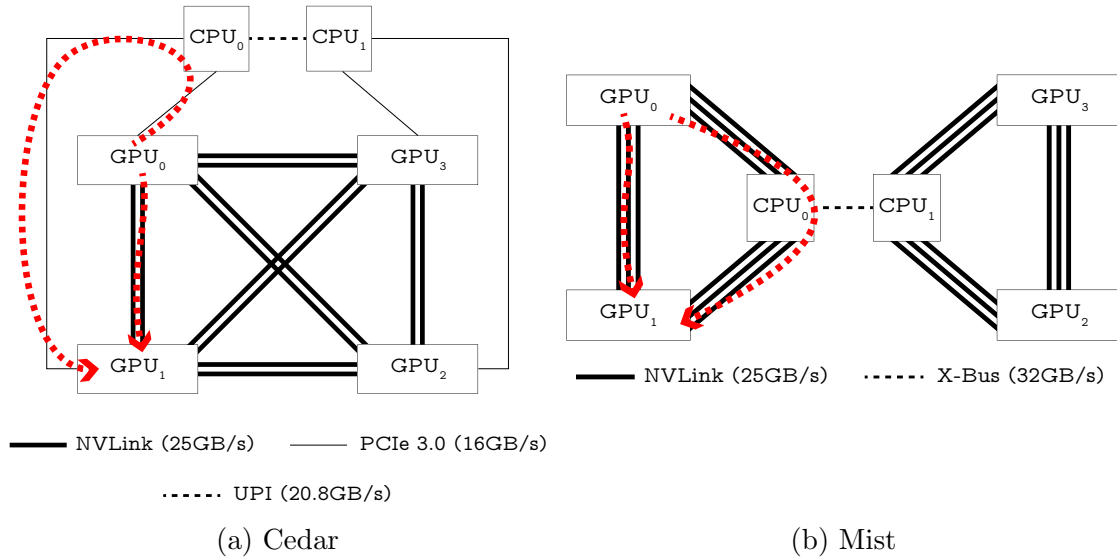 CPU₀
CPU₁
GPU₀
GPU₃
GPU₁
GPU₂
NVLink (25GB/s)
PCIe 3.0 (16GB/s)
UPI (20.8GB/s)
(a) Cedar
GPU₀
GPU₃
CPU₀
CPU₁
GPU₁
GPU₂
NVLink (25GB/s)
X-Bus (32GB/s)
(b) Mist